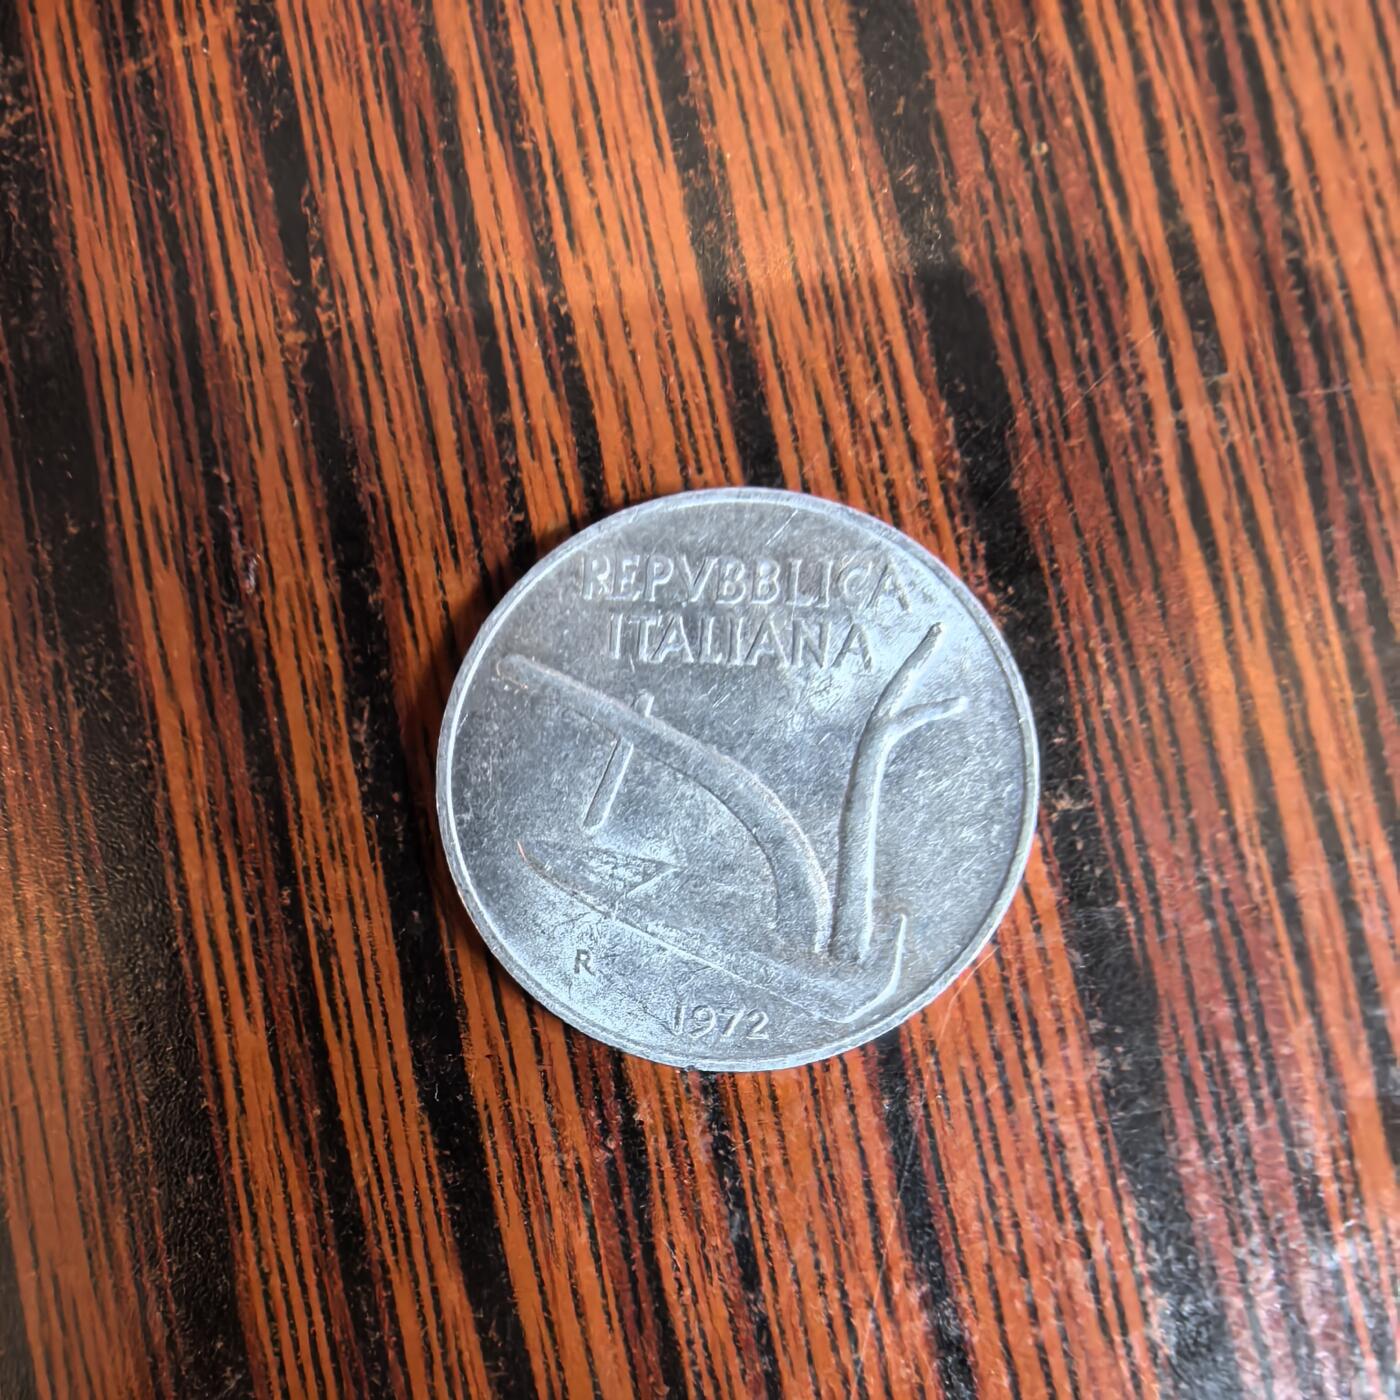 REPVBBLICA
ITALIANA
R
1972